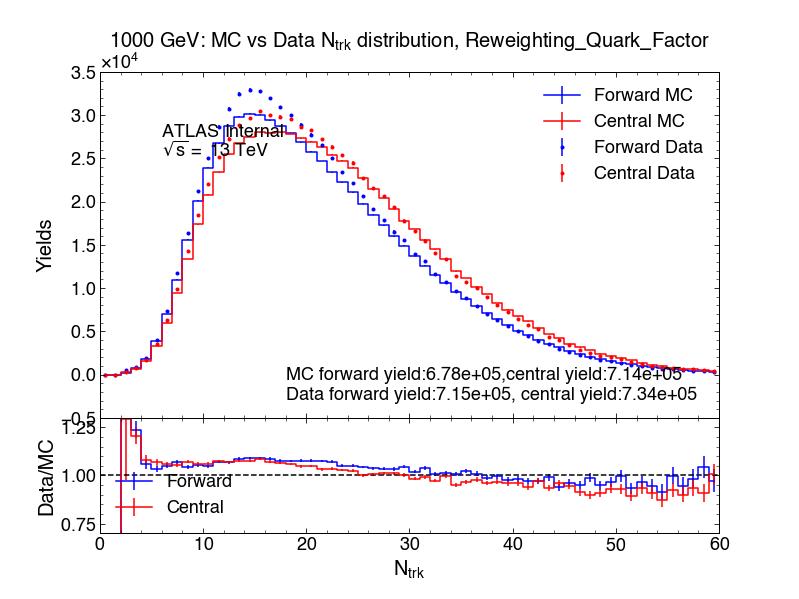 1000 GeV: MC vs Data Ntrk distribution, Reweighting_Quark_Factor
×10⁴
3.5
3.0
2.5
2.0
1.5
1.0
0.5
0.0
Yields
ATLAS Internal
√s = 13 TeV
Forward MC
Central MC
Forward Data
Central Data
MC forward yield:6.78e+05,central yield:7.14e+05
Data forward yield:7.15e+05, central yield:7.34e+05
-0.5
1.25
1.00
0.75
Data/MC
Forward
Central
0 10 20 30 40 50 60
Ntrk